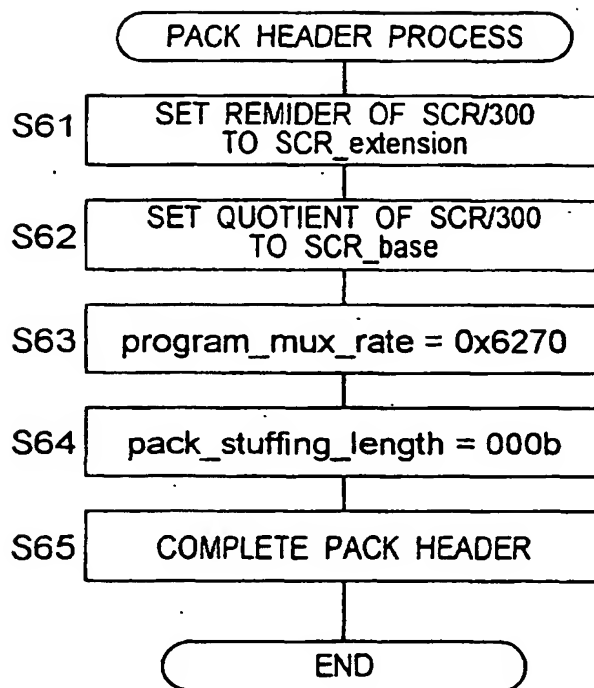 PACK HEADER PROCESS
S61
SET REMIDER OF SCR/300
TO SCR_extension
S62
SET QUOTIENT OF SCR/300
TO SCR_base
S63
program_mux_rate = 0x6270
S64
pack_stuffing_length = 000b
S65
COMPLETE PACK HEADER
END